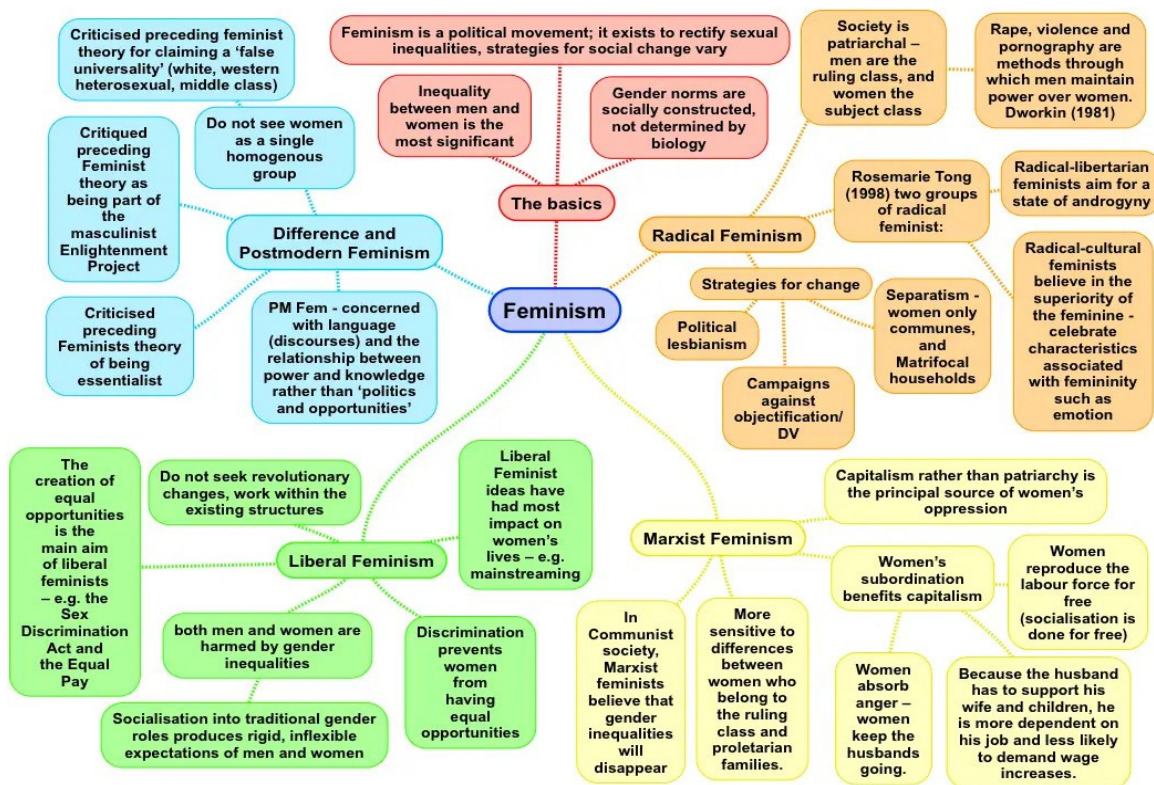 Feminism
The basics
Feminism is a political movement; it exists to rectify sexual
inequalities, strategies for social change vary
Inequality
between men and
women is the
most significant
Gender norms are
socially constructed,
not determined by
biology
Radical Feminism
Society is
patriarchal –
men are the
ruling class, and
women the
subject class
Rape, violence and
pornography are
methods through
which men maintain
power over women.
Dworkin (1981)
Rosemarie Tong
(1998) two groups
of radical
feminist:
Radical-libertarian
feminists aim for a
state of androgyny
Radical-cultural
feminists
believe in the
superiority of
the feminine -
celebrate
characteristics
associated
with femininity
such as
emotion
Strategies for change
Political
lesbianism
Campaigns
against
objectification/
DV
Separatism -
women only
communes,
and
Matrifocal
households
Marxist Feminism
Capitalism rather than patriarchy is
the principal source of women’s
oppression
Women’s
subordination
benefits capitalism
Women
reproduce the
labour force for
free
(socialisation is
done for free)
Because the husband
has to support his
wife and children, he
is more dependent on
his job and less likely
to demand wage
increases.
Women
absorb
anger –
women
keep the
husbands
going.
More
sensitive to
differences
between
women who
belong to
the ruling
class and
proletarian
families.
In
Communist
society,
Marxist
feminists
believe that
gender
inequalities
will
disappear
Liberal Feminism
Liberal
Feminist
ideas have
had most
impact on
women’s
lives – e.g.
mainstreaming
Do not seek revolutionary
changes, work within the
existing structures
The
creation of
equal
opportunities
is the
main aim
of liberal
feminists
– e.g. the
Sex
Discrimination
Act and
the Equal
Pay
both men and women are
harmed by gender
inequalities
Socialisation into traditional gender
roles produces rigid, inflexible
expectations of men and women
Discrimination
prevents
women
from
having
equal
opportunities
Difference and
Postmodern Feminism
Do not see women
as a single
homogenous
group
Criticised preceding feminist
theory for claiming a ‘false
universality’ (white, western
heterosexual, middle class)
Critiqued
preceding
Feminist
theory as
being part of
the
masculinist
Enlightenment
Project
Criticised
preceding
Feminists theory
of being
essentialist
PM Fem - concerned
with language
(discourses) and the
relationship between
power and knowledge
rather than ‘politics
and opportunities’